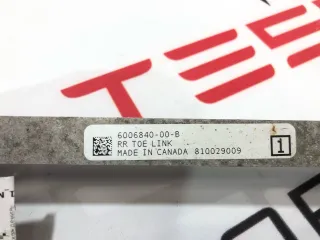 6006840-00-B
RR TOE LINK
MADE IN CANADA 810029009
1